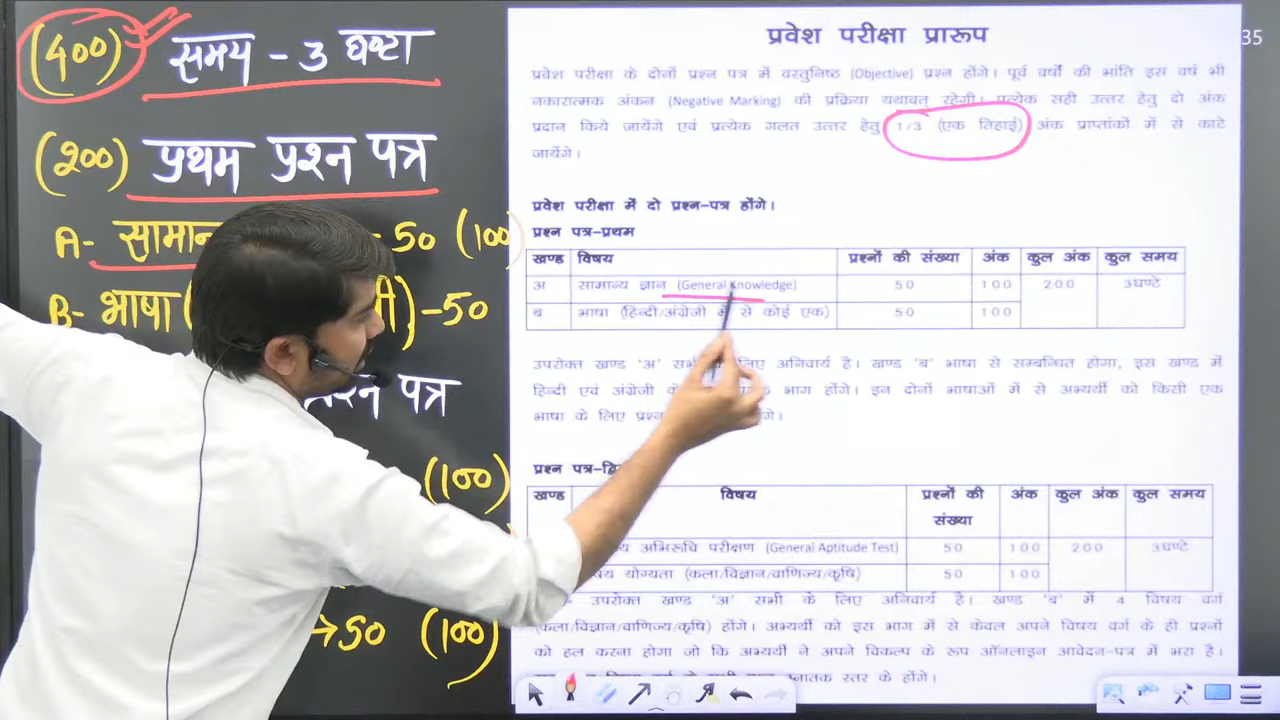 (400) समय - 3 घण्टा
(200) प्रथम प्रश्न पत्र
A- सामान - 50 (100)
B- भाषा ( ) - 50
पत्र
(100)
→50 (100)
35
प्रवेश परीक्षा प्रारूप
प्रवेश परीक्षा के दोनों प्रश्न पत्र में वस्तुनिष्ठ (Objective) प्रश्न होंगे। पूर्व वर्षों की भांति इस वर्ष भी
नकारात्मक अंकन (Negative Marking) की प्रक्रिया यथावत् रहेगी। प्रत्येक सही उत्तर हेतु दो अंक
प्रदान किये जायेंगे एवं प्रत्येक गलत उत्तर हेतु 1/3 (एक तिहाई) अंक प्राप्तांकों में से काटे
जायेंगे।
प्रवेश परीक्षा में दो प्रश्न-पत्र होंगे।
प्रश्न पत्र-प्रथम
खण्ड विषय प्रश्नों की संख्या अंक कुल अंक कुल समय
अ सामान्य ज्ञान (General Knowledge) 50 100 200 3घण्टे
ब भाषा (हिन्दी/अंग्रेजी में से कोई एक) 50 100
उपरोक्त खण्ड 'अ' लिए अनिवार्य है। खण्ड 'ब' भाषा से सम्बन्धित होगा, इस खण्ड में
हिन्दी एवं अंग्रेजी भाग होंगे। इन दोनों भाषाओं में से अभ्यर्थी को किसी एक
भाषा के लिए
प्रश्न
खण्ड विषय प्रश्नों की संख्या अंक कुल अंक कुल समय
अभिरूचि परीक्षण (General Aptitude Test) 50 100 200 3घण्टे
योग्यता (कला/विज्ञान/वाणिज्य/कृषि) 50 100
उपरोक्त खण्ड 'अ' सभी के लिए अनिवार्य है। खण्ड 'ब' में 4 विषय वर्ग
(कला/विज्ञान/वाणिज्य/कृषि) होंगे। अभ्यर्थी को इस भाग में से केवल अपने विषय वर्ग के ही प्रश्नों
को हल करना होगा जो कि अभ्यर्थी ने अपने विकल्प के रूप ऑनलाइन आवेदन-पत्र में भरा है।
स्तर के होंगे।